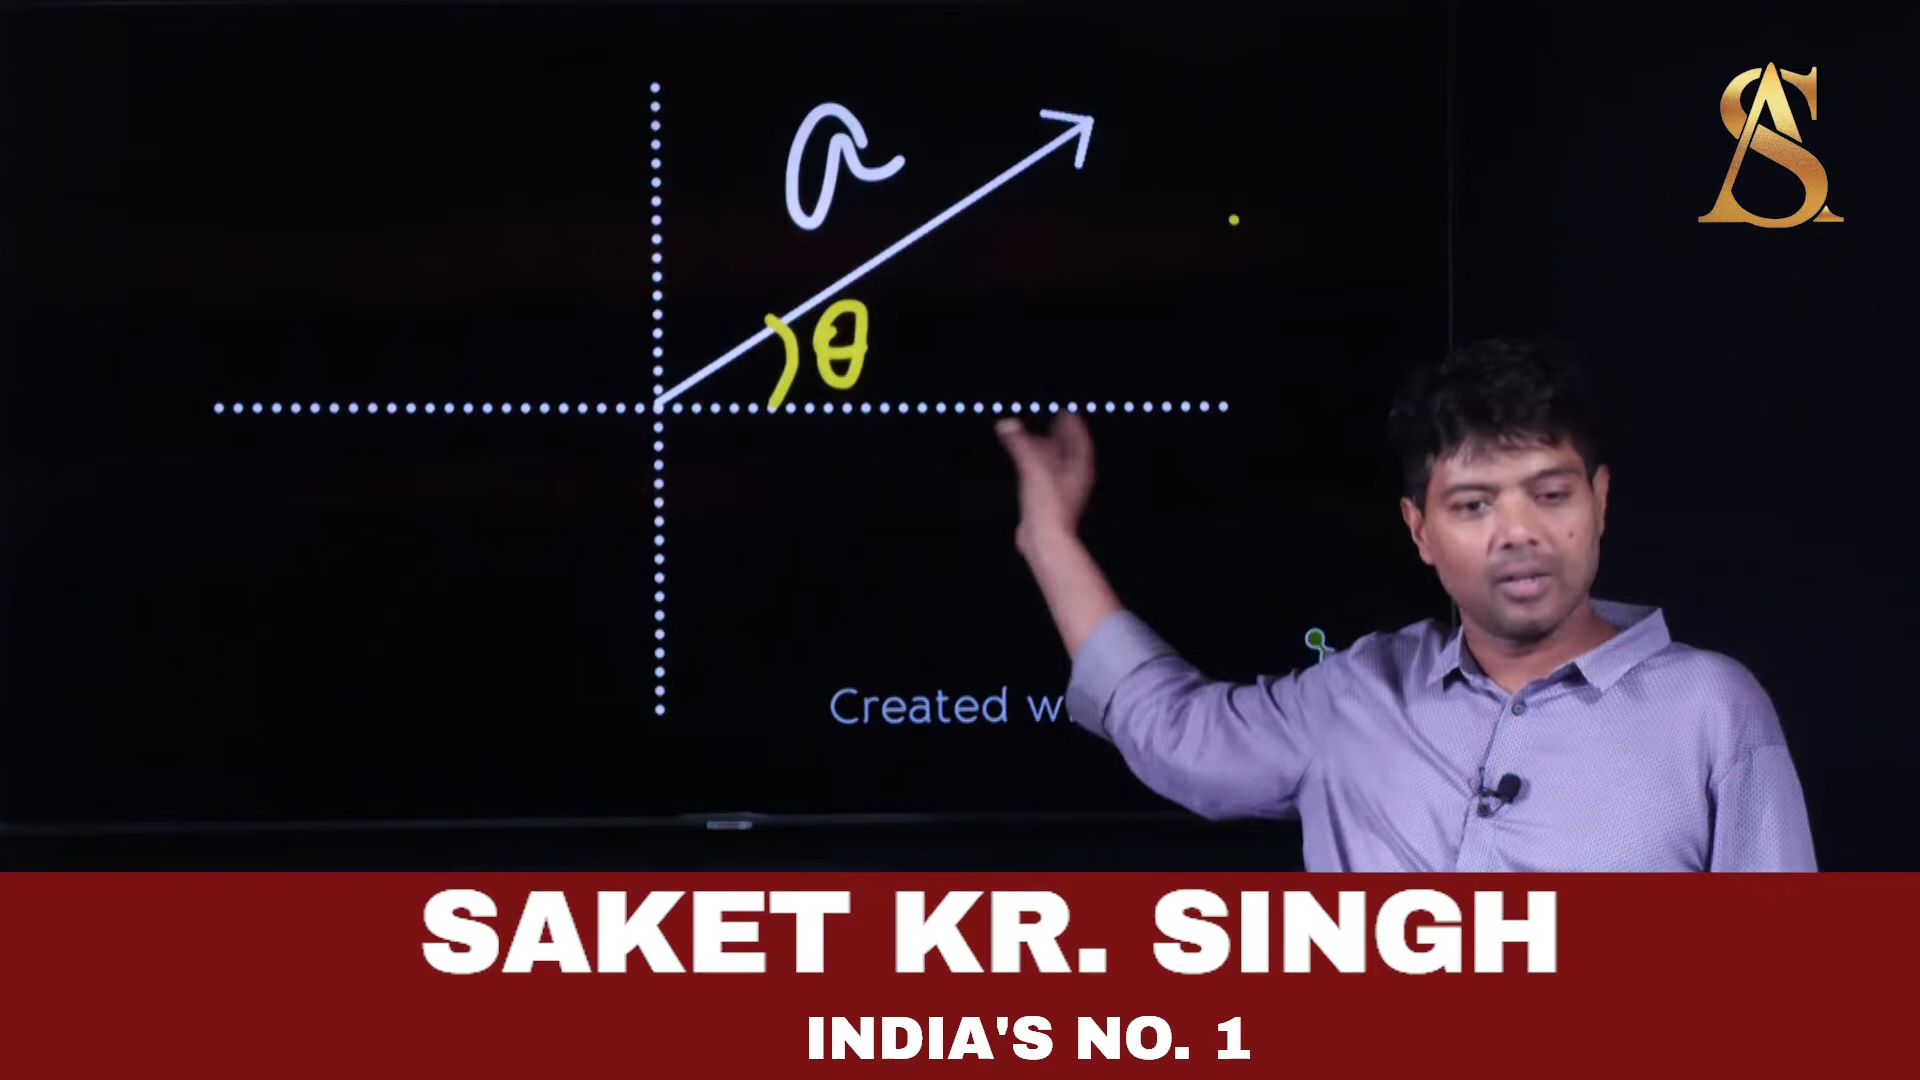 a
θ
Created w
SAKET KR. SINGH
INDIA'S NO. 1